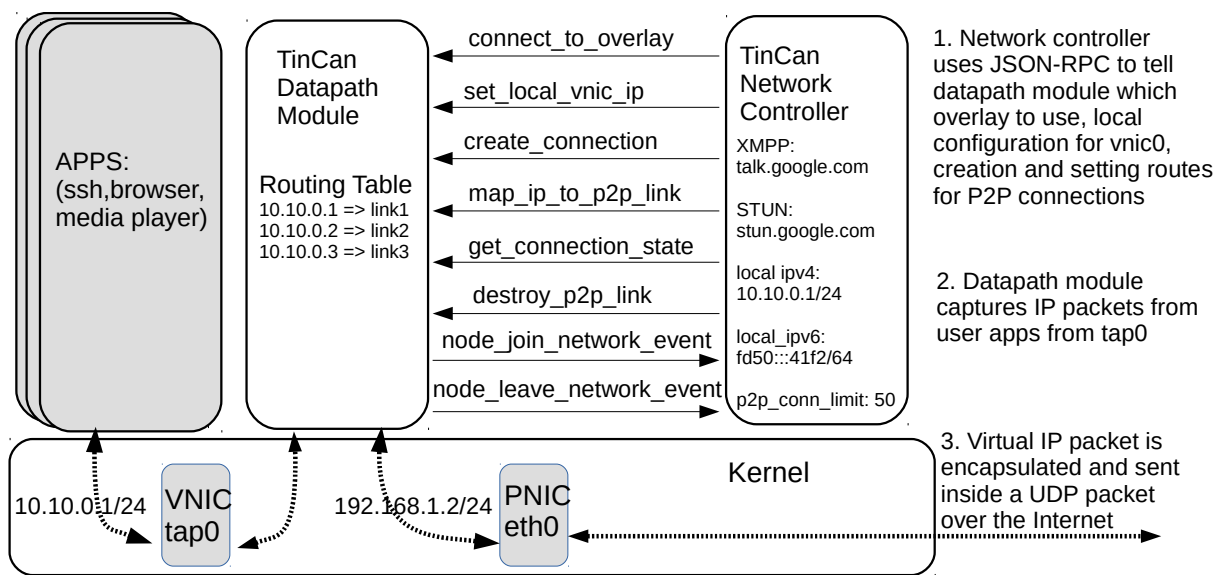 APPS:
(ssh,browser,
media player)
TinCan
Datapath
Module
Routing Table
10.10.0.1 => link1
10.10.0.2 => link2
10.10.0.3 => link3
connect_to_overlay
set_local_vnic_ip
create_connection
map_ip_to_p2p_link
get_connection_state
destroy_p2p_link
node_join_network_event
node_leave_network_event
TinCan
Network
Controller
XMPP:
talk.google.com
STUN:
stun.google.com
local ipv4:
10.10.0.1/24
local_ipv6:
fd50:::41f2/64
p2p_conn_limit: 50
1. Network controller
uses JSON-RPC to tell
datapath module which
overlay to use, local
configuration for vnic0,
creation and setting routes
for P2P connections
2. Datapath module
captures IP packets from
user apps from tap0
3. Virtual IP packet is
encapsulated and sent
inside a UDP packet
over the Internet
Kernel
10.10.0.1/24
VNIC
tap0
192.168.1.2/24
PNIC
eth0